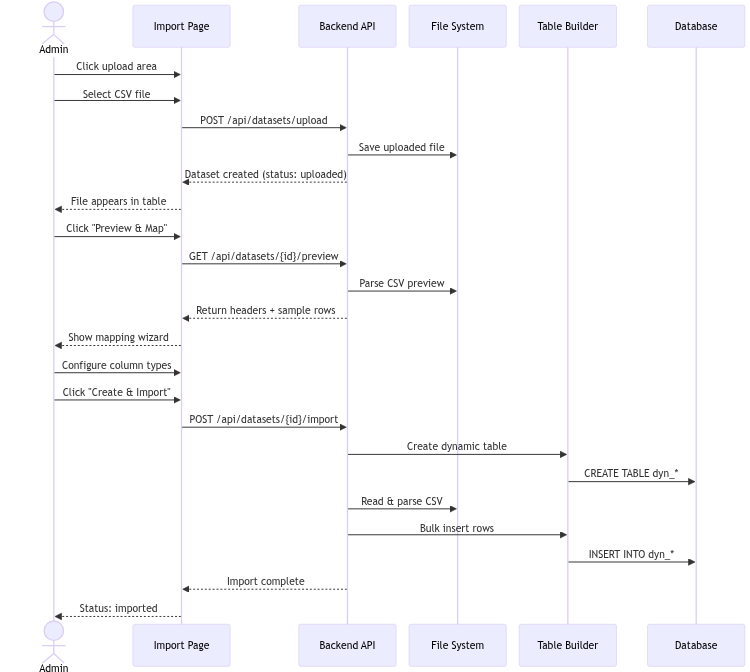 Admin
Import Page
Backend API
File System
Table Builder
Database
Click upload area
Select CSV file
POST /api/datasets/upload
Save uploaded file
Dataset created (status: uploaded)
File appears in table
Click "Preview & Map"
GET /api/datasets/{id}/preview
Parse CSV preview
Return headers + sample rows
Show mapping wizard
Configure column types
Click "Create & Import"
POST /api/datasets/{id}/import
Create dynamic table
CREATE TABLE dyn_*
Read & parse CSV
Bulk insert rows
INSERT INTO dyn_*
Import complete
Status: imported
Admin
Import Page
Backend API
File System
Table Builder
Database